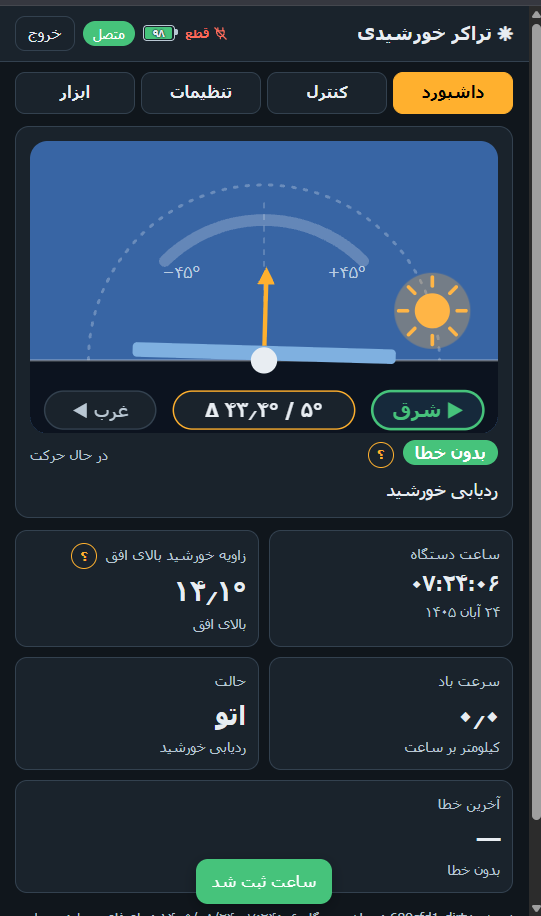 تراکر خورشیدی
قطع
۹۸
متصل
خروج
داشبورد
کنترل
تنظیمات
ابزار
−۴۵°
+۴۵°
▶ شرق
Δ ۴۳٫۴° / ۵°
غرب ◀
بدون خطا
؟
در حال حرکت
ردیابی خورشید
ساعت دستگاه
۰۷:۲۴:۰۶
۲۴ آبان ۱۴۰۵
زاویه خورشید بالای افق
؟
۱۴٫۱°
بالای افق
سرعت باد
۰٫۰
کیلومتر بر ساعت
حالت
اتو
ردیابی خورشید
آخرین خطا
—
بدون خطا
ساعت ثبت شد